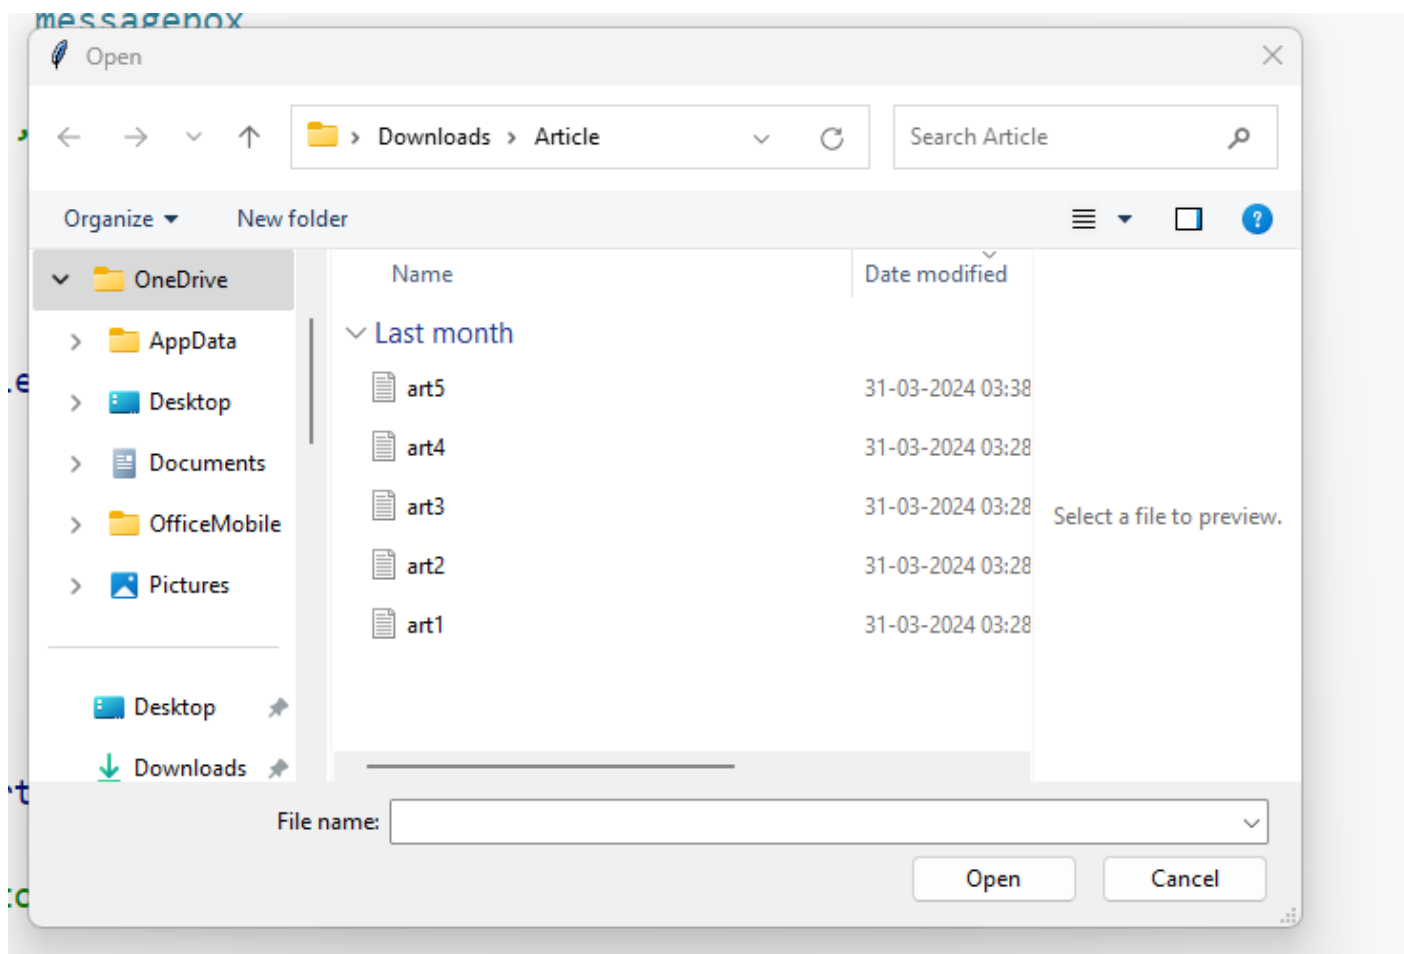 messagebox
Open
Downloads > Article
Search Article
Organize
New folder
OneDrive
Name
Date modified
AppData
Last month
Desktop
art5 31-03-2024 03:38
art4 31-03-2024 03:28
Documents
art3 31-03-2024 03:28
Select a file to preview.
OfficeMobile
art2 31-03-2024 03:28
Pictures
art1 31-03-2024 03:28
Desktop
Downloads
File name:
Open
Cancel